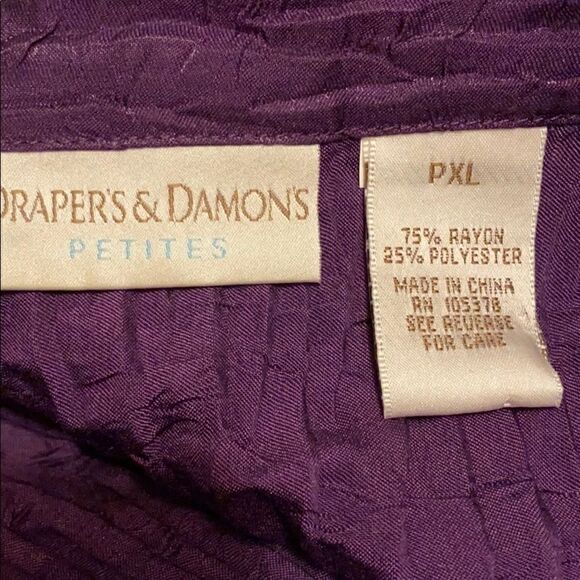 DRAPER'S & DAMON'S
PETITES
PXL
75% RAYON
25% POLYESTER
MADE IN CHINA
RN 105378
SEE REVERSE
FOR CARE